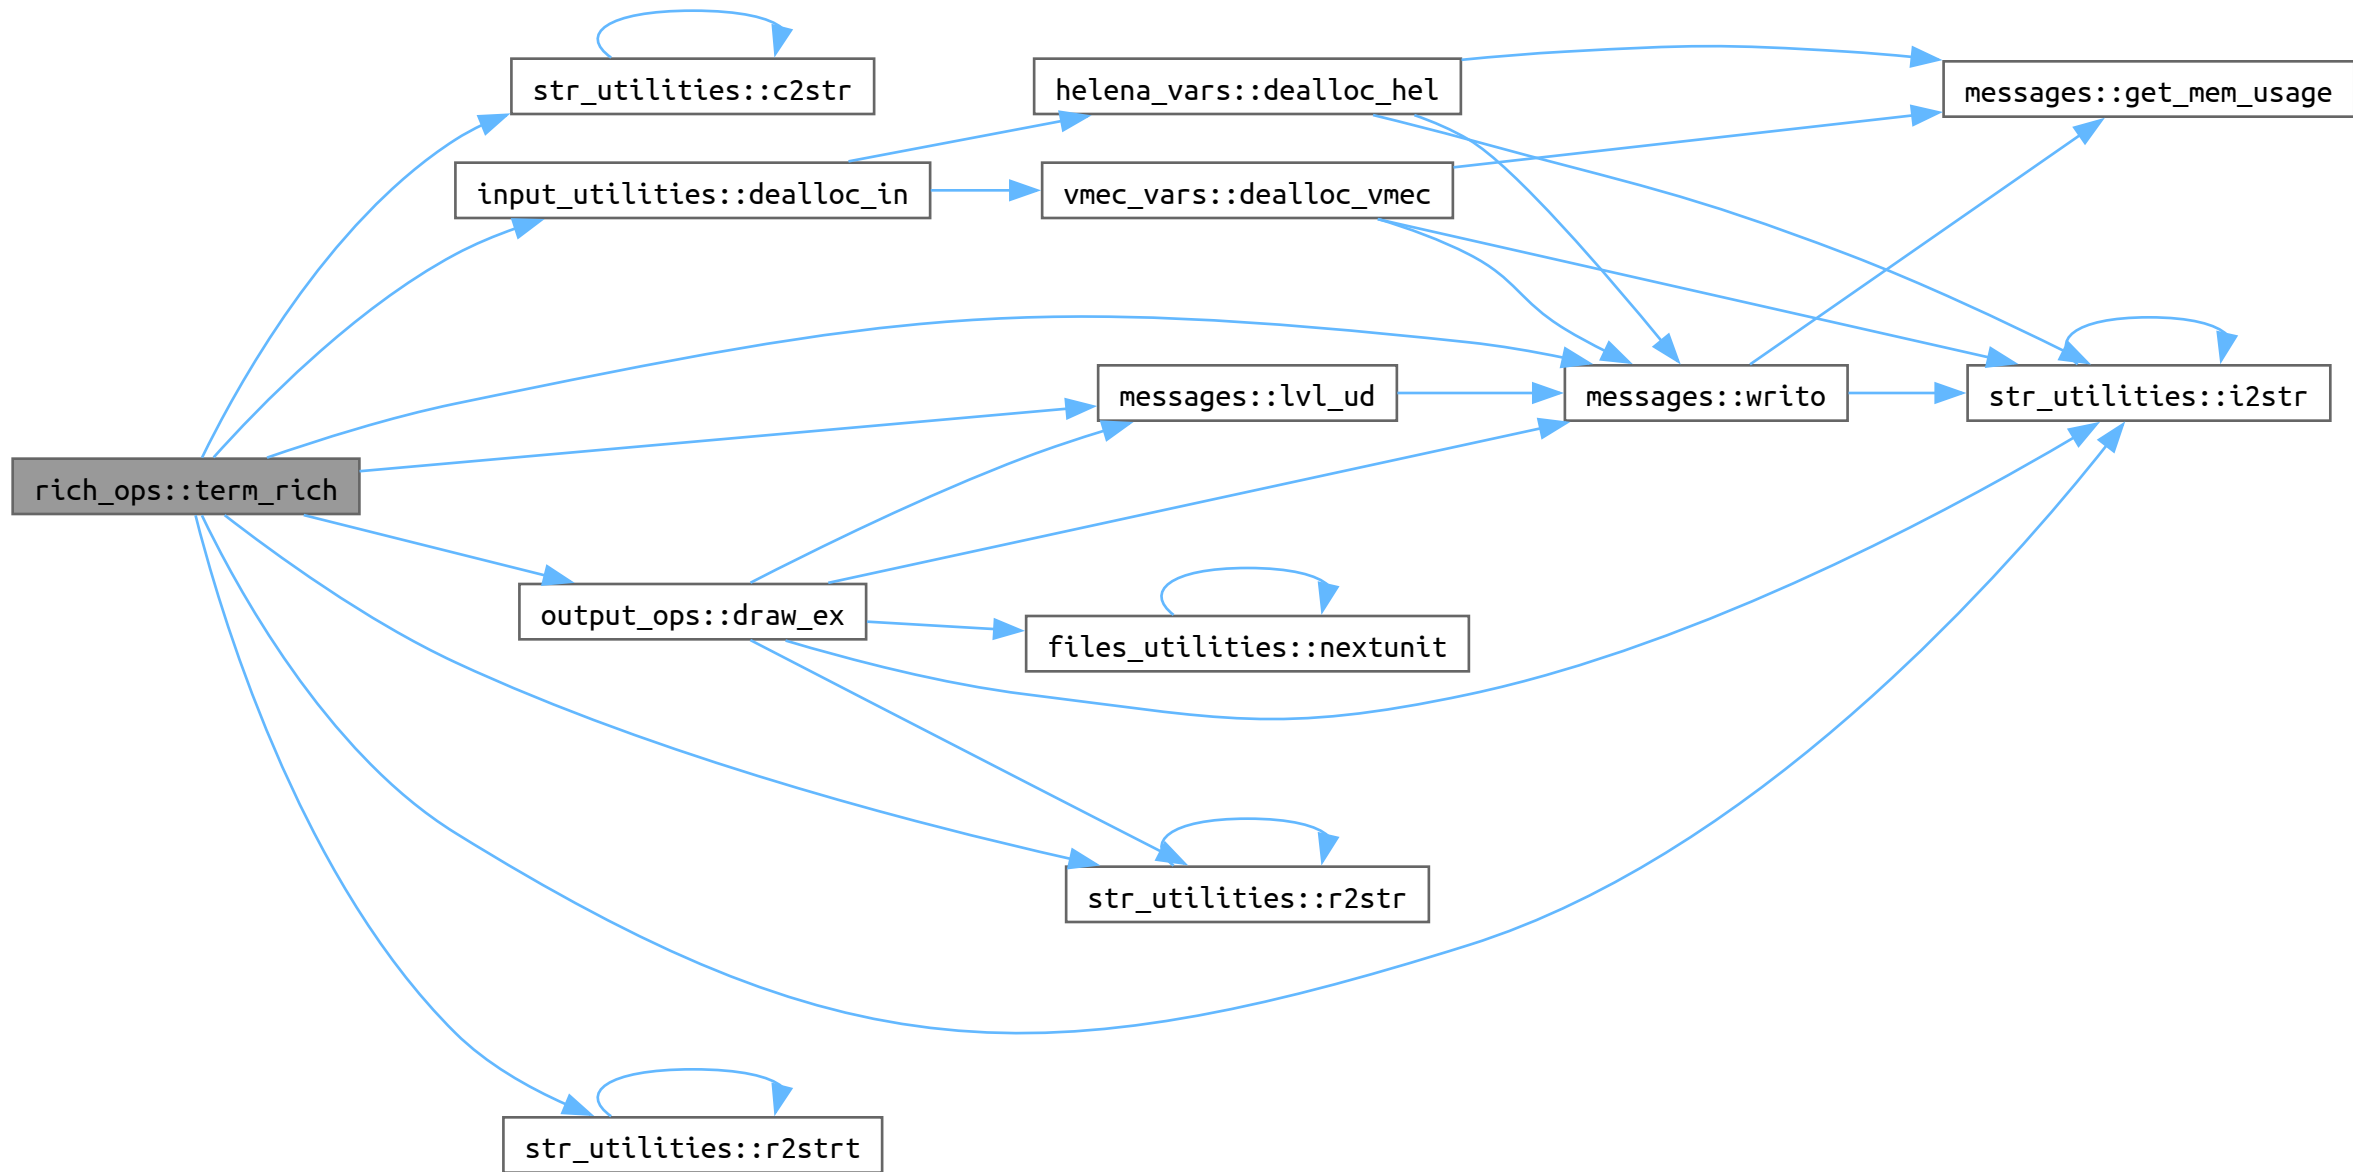 str_utilities::c2str
helena_vars::dealloc_hel
messages::get_mem_usage
input_utilities::dealloc_in
vmec_vars::dealloc_vmec
messages::lvl_ud
messages::writo
str_utilities::i2str
rich_ops::term_rich
output_ops::draw_ex
files_utilities::nextunit
str_utilities::r2str
str_utilities::r2strt